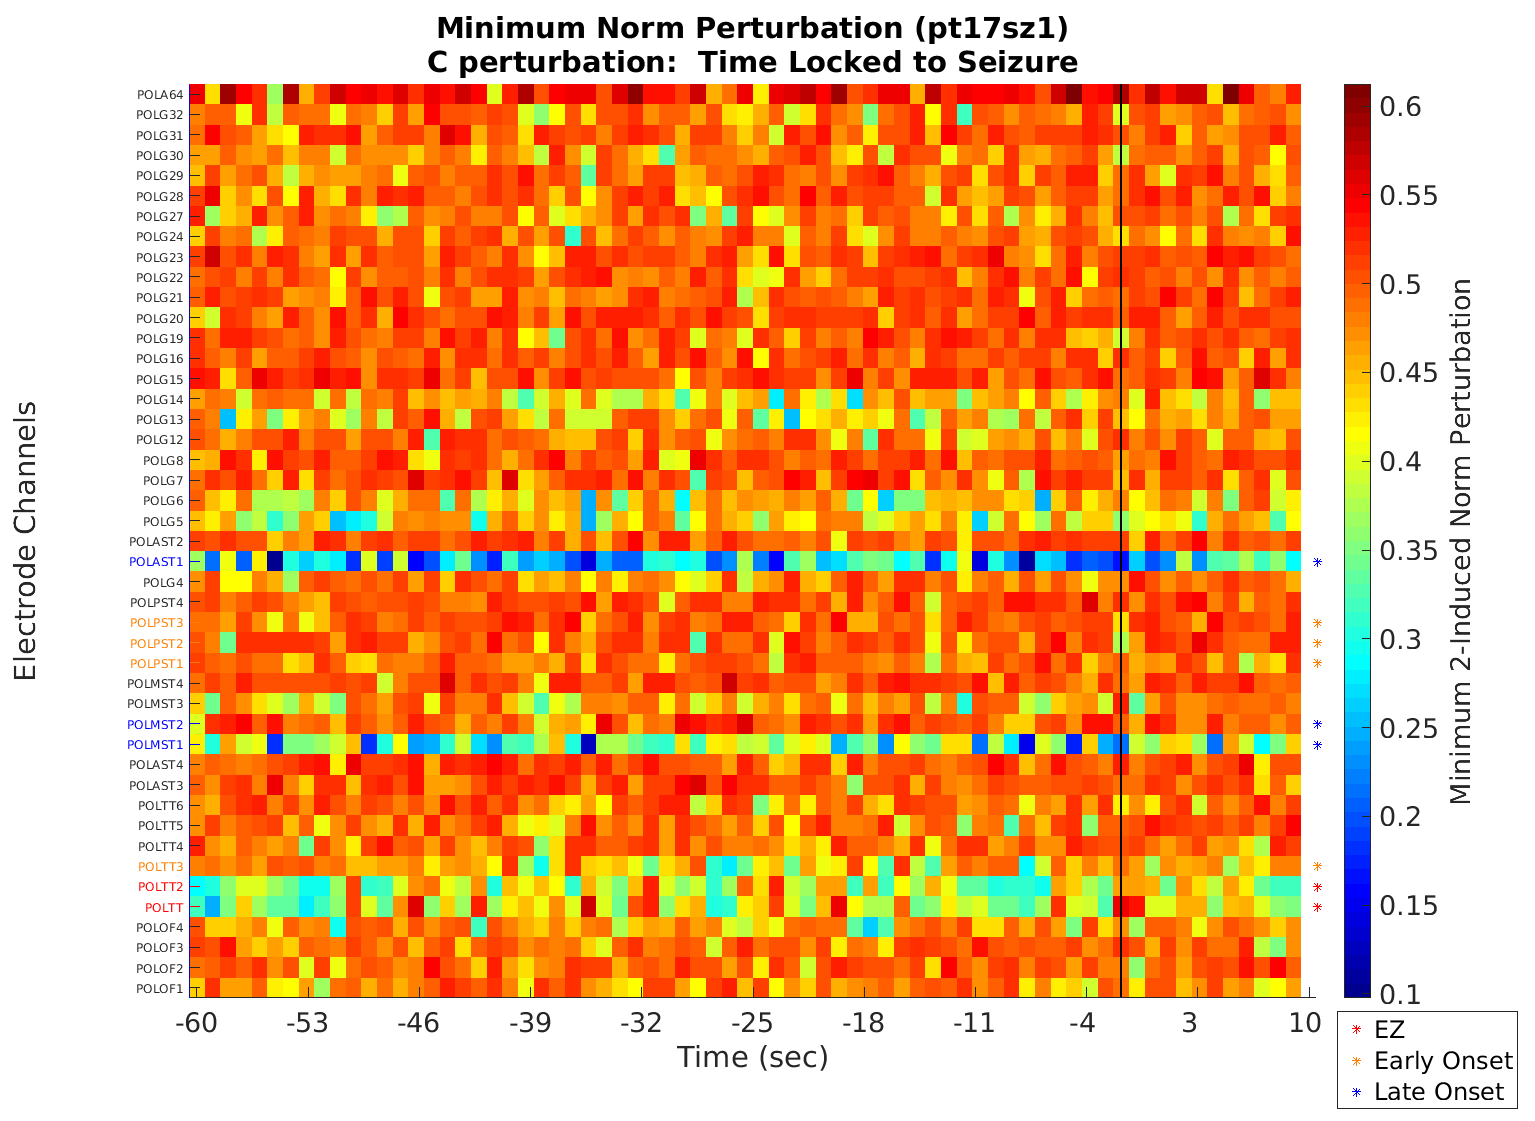 Minimum Norm Perturbation (pt17sz1)
C perturbation:  Time Locked to Seizure
Electrode Channels
POLA64
POLG32
POLG31
POLG30
POLG29
POLG28
POLG27
POLG24
POLG23
POLG22
POLG21
POLG20
POLG19
POLG16
POLG15
POLG14
POLG13
POLG12
POLG8
POLG7
POLG6
POLG5
POLAST2
POLAST1
POLG4
POLPST4
POLPST3
POLPST2
POLPST1
POLMST4
POLMST3
POLMST2
POLMST1
POLAST4
POLAST3
POLTT6
POLTT5
POLTT4
POLTT3
POLTT2
POLTT
POLOF4
POLOF3
POLOF2
POLOF1
-60 -53 -46 -39 -32 -25 -18 -11 -4 3 10
Time (sec)
0.6
0.55
0.5
0.45
0.4
0.35
0.3
0.25
0.2
0.15
0.1
Minimum 2-Induced Norm Perturbation
EZ
Early Onset
Late Onset